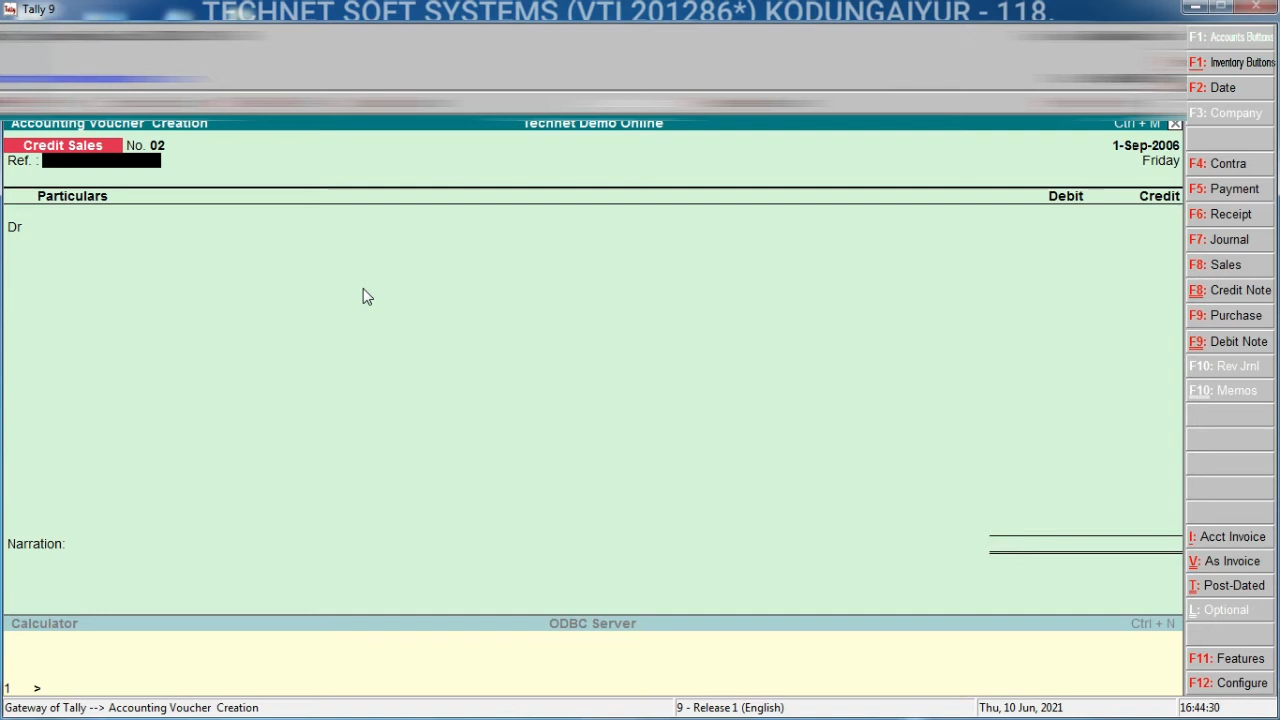 TECHNET SOFT SYSTEMS (VTL201286*) KODUNGAIYUR - 118.
Tally 9
F1: Accounts Buttons
F1: Inventory Buttons
F2: Date
F3: Company
Accounting Voucher Creation Technet Demo Online Ctrl + M
Credit Sales No. 02 1-Sep-2006
Ref. : Friday
F4: Contra
F5: Payment
Particulars Debit Credit
F6: Receipt
Dr
F7: Journal
F8: Sales
F8: Credit Note
F9: Purchase
F9: Debit Note
F10: Rev Jrnl
F10: Memos
I: Acct Invoice
Narration:
V: As Invoice
T: Post-Dated
L: Optional
Calculator ODBC Server Ctrl + N
F11: Features
F12: Configure
1 >
Gateway of Tally --> Accounting Voucher Creation 9 - Release 1 (English) Thu, 10 Jun, 2021 16:44:30